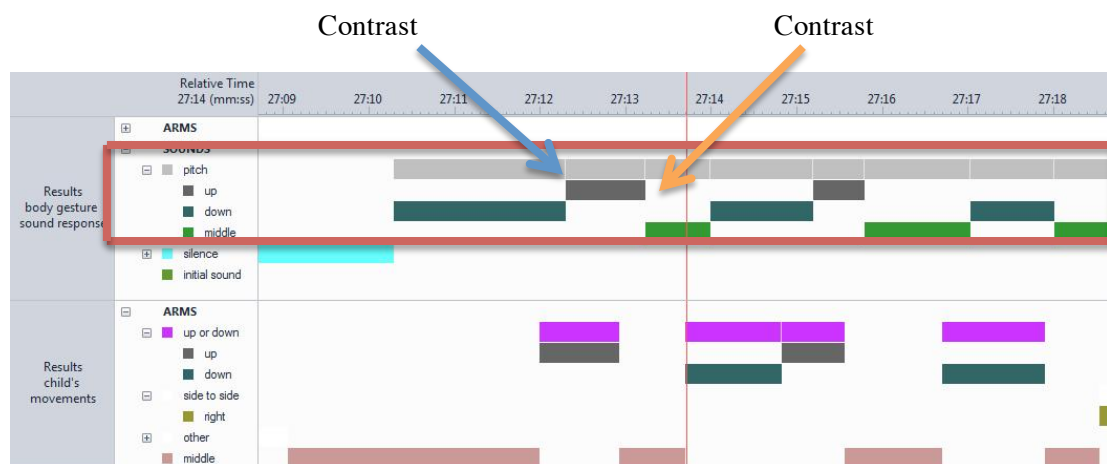 Contrast Contrast
Relative Time
27:14 (mm:ss) 27:09 27:10 27:11 27:12 27:13 27:14 27:15 27:16 27:17 27:18
ARMS
SOUNDS
pitch
up
down
middle
silence
initial sound
Results
body gesture
sound response
ARMS
up or down
up
down
side to side
right
other
middle
Results
child's
movements